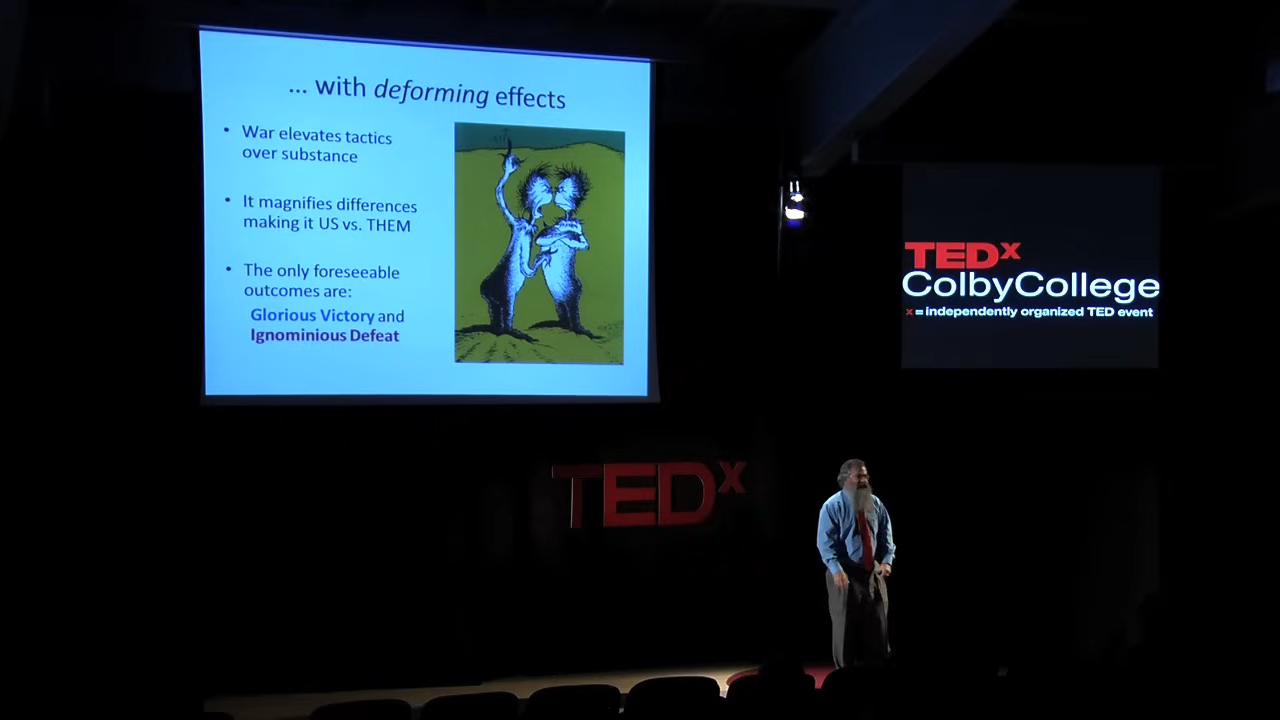 ... with deforming effects
• War elevates tactics
over substance
• It magnifies differences
making it US vs. THEM
• The only foreseeable
outcomes are:
Glorious Victory and
Ignominious Defeat
TEDx
ColbyCollege
x = independently organized TED event
TEDx